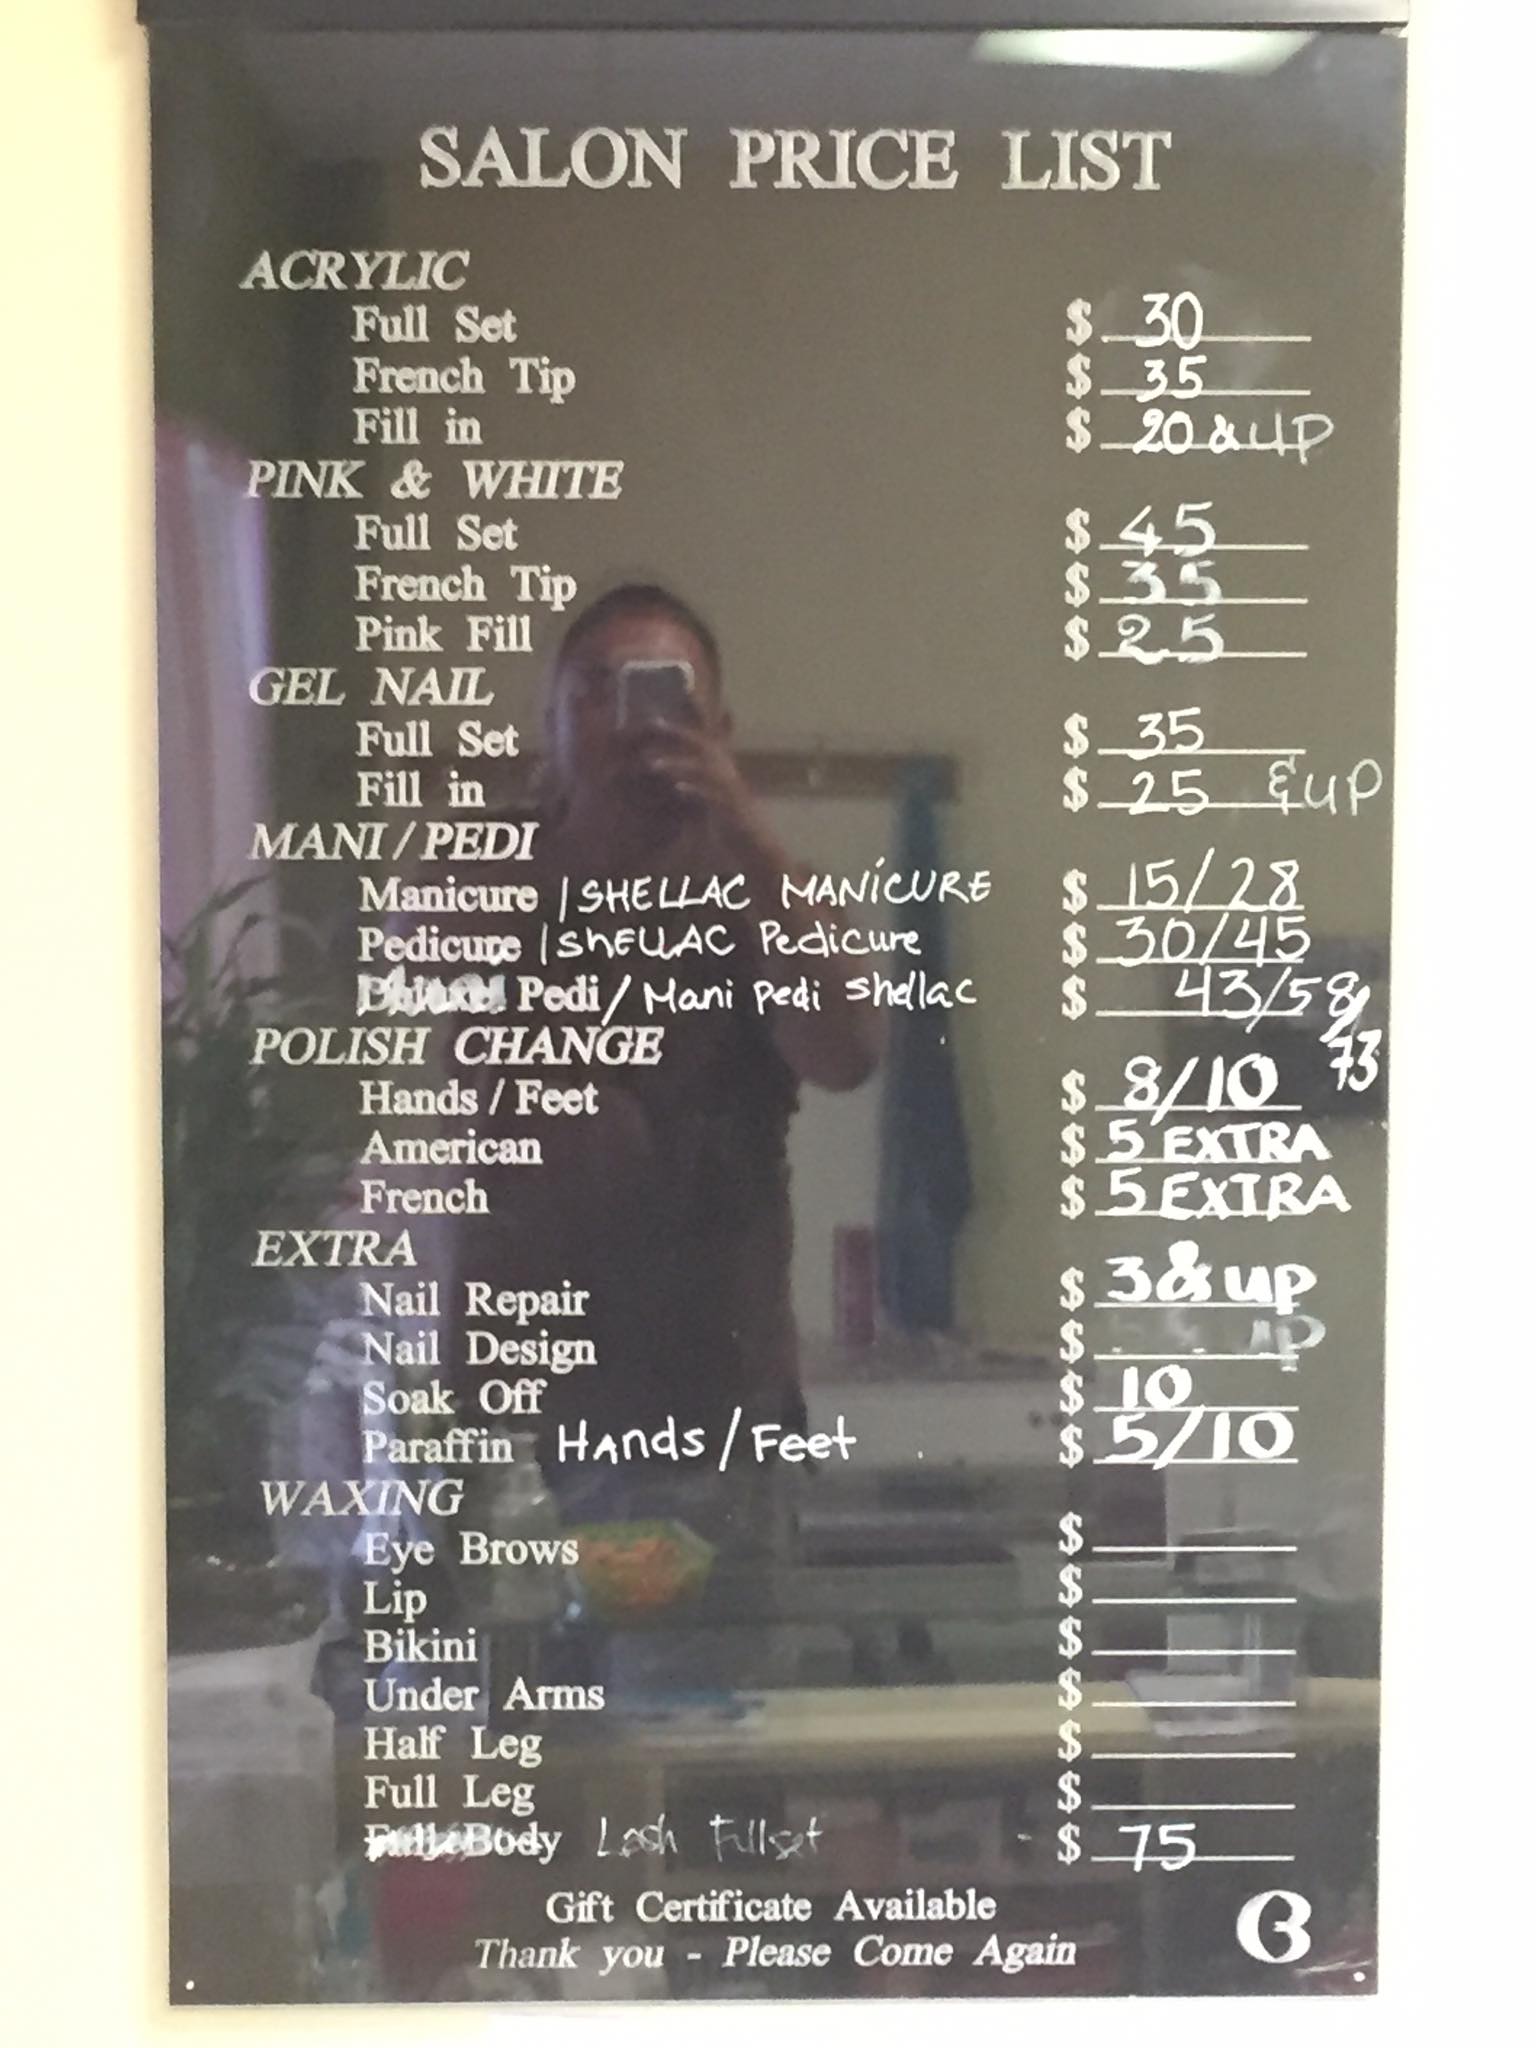 SALON PRICE LIST
ACRYLIC
Full Set $ 30
French Tip $ 35
Fill in $ 20 & UP
PINK & WHITE
Full Set $ 45
French Tip $ 35
Pink Fill $ 25
GEL NAIL
Full Set $ 35
Fill in $ 25 & UP
MANI / PEDI
Manicure / SHELLAC MANiCURE $ 15/28
Pedicure / ShELLAC Pedicure $ 30/45
Pedi / Mani pedi shellac $ 43/58/
73
POLISH CHANGE
Hands / Feet $ 8/10
American $ 5 EXTRA
French $ 5 EXTRA
EXTRA
Nail Repair $ 3 & up
Nail Design $ up
Soak Off $ 10
Paraffin Hands / Feet $ 5/10
WAXING
Eye Brows $
Lip $
Bikini $
Under Arms $
Half Leg $
Full Leg $
Body Lash Fullset - $ 75
Gift Certificate Available
Thank you - Please Come Again